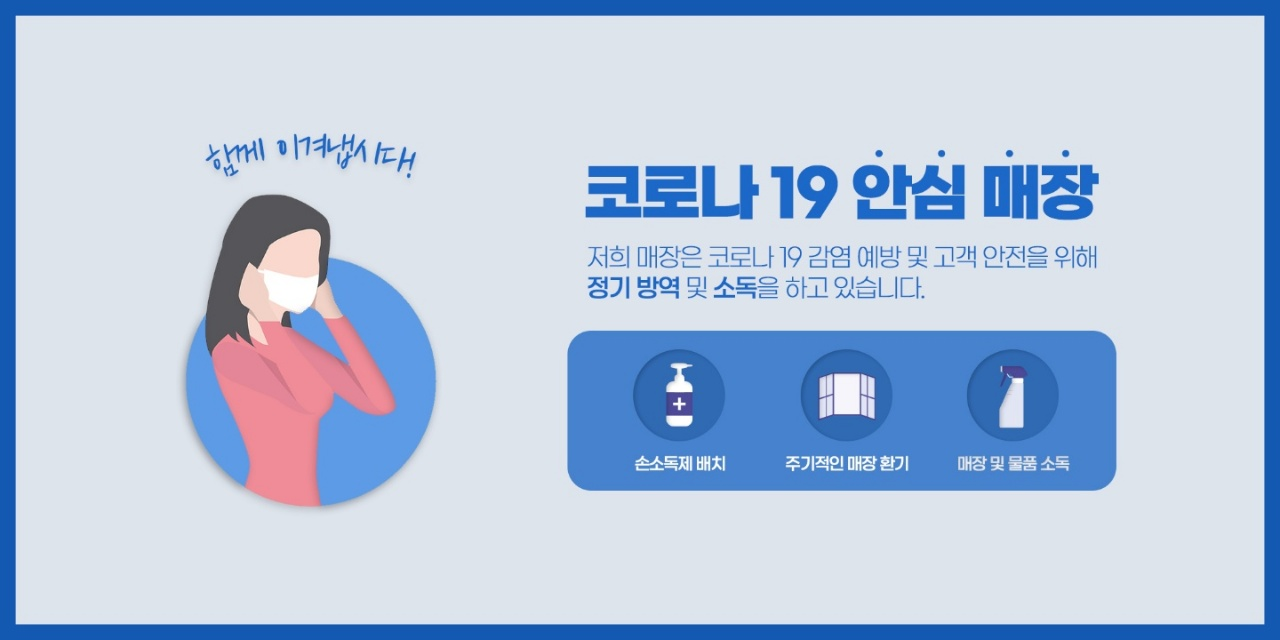 함께 이겨냅시다!
코로나 19 안심 매장
저희 매장은 코로나 19 감염 예방 및 고객 안전을 위해
정기 방역 및 소독을 하고 있습니다.
손소독제 배치
주기적인 매장 환기
매장 및 물품 소독